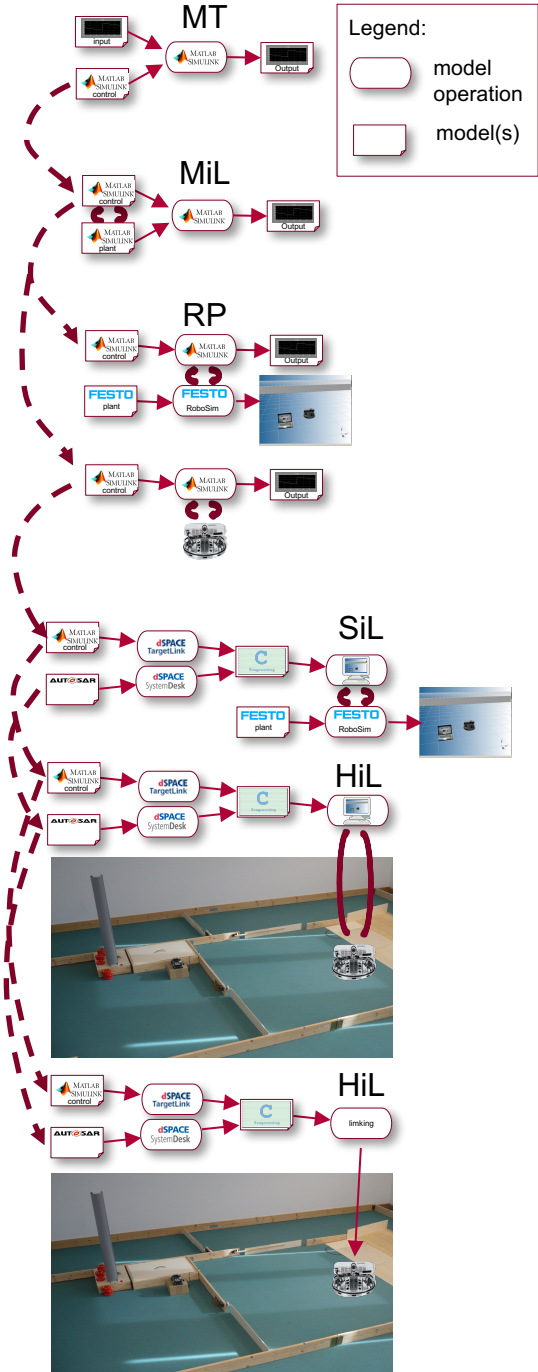 MT
Legend:
input
MATLAB
SIMULINK
Output
MATLAB
SIMULINK
control
model
operation
model(s)
MiL
MATLAB
SIMULINK
control
MATLAB
SIMULINK
plant
MATLAB
SIMULINK
Output
RP
MATLAB
SIMULINK
control
MATLAB
SIMULINK
Output
FESTO
plant
FESTO
RoboSim
MATLAB
SIMULINK
control
MATLAB
SIMULINK
Output
SiL
MATLAB
SIMULINK
control
dSPACE
TargetLink
AUTOSAR
dSPACE
SystemDesk
C
Programming
FESTO
plant
FESTO
RoboSim
HiL
MATLAB
SIMULINK
control
dSPACE
TargetLink
AUTOSAR
dSPACE
SystemDesk
C
Programming
HiL
MATLAB
SIMULINK
control
dSPACE
TargetLink
AUTOSAR
dSPACE
SystemDesk
C
Programming
limking